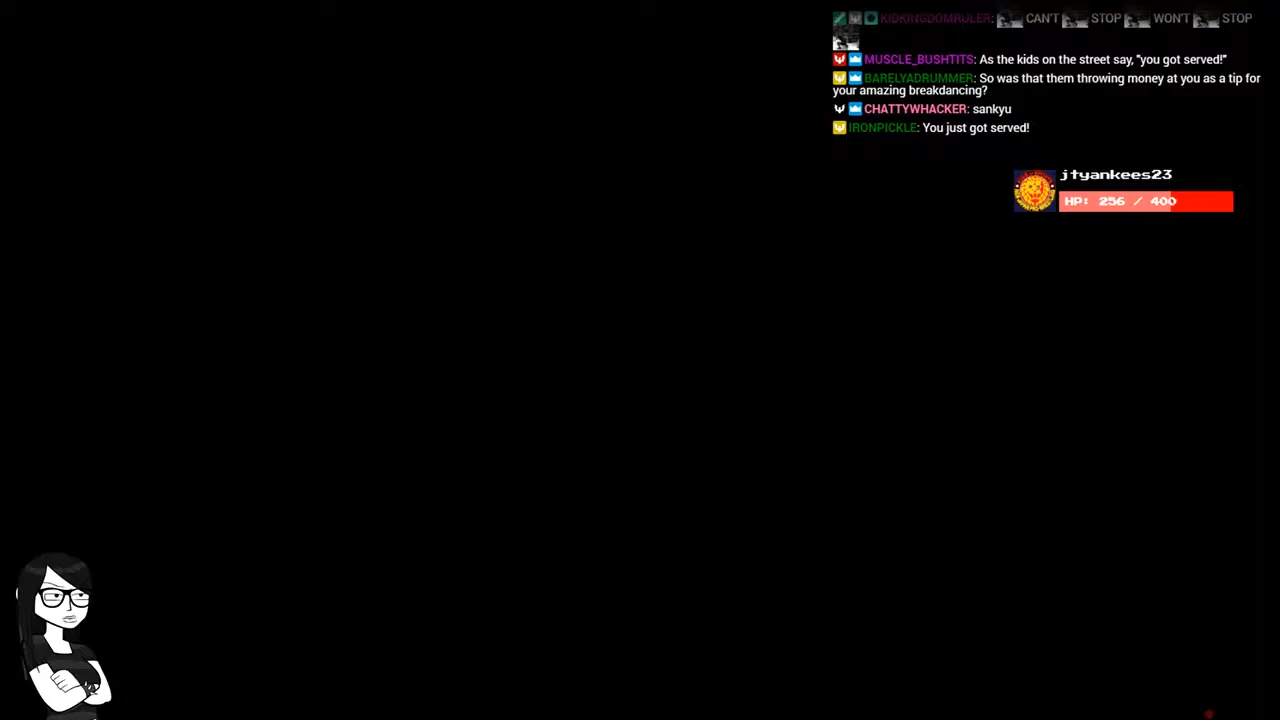 KIDKINGDOMRULER: CAN'T STOP WON'T STOP
MUSCLE_BUSHTITS: As the kids on the street say, "you got served!"
BARELYADRUMMER: So was that them throwing money at you as a tip for
your amazing breakdancing?
CHATTYWHACKER: sankyu
IRONPICKLE: You just got served!
jtyankees23
HP: 256 / 400